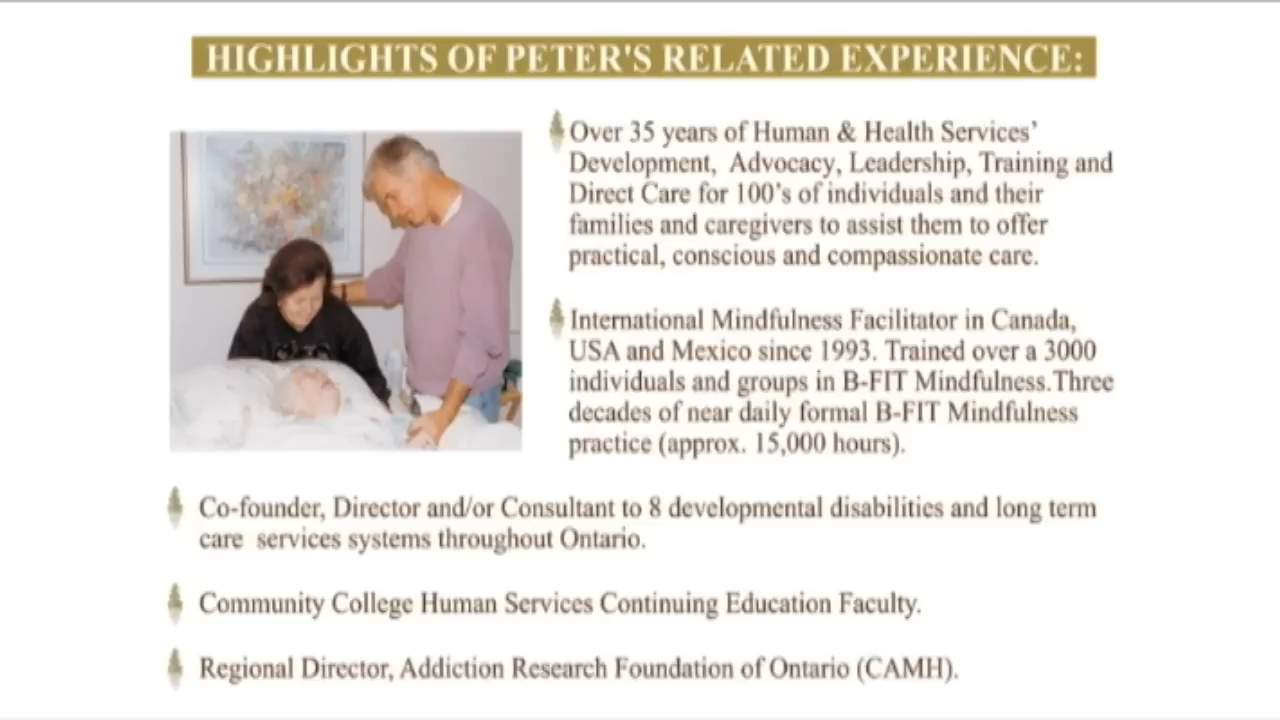 HIGHLIGHTS OF PETER'S RELATED EXPERIENCE:
Over 35 years of Human & Health Services’
Development, Advocacy, Leadership, Training and
Direct Care for 100’s of individuals and their
families and caregivers to assist them to offer
practical, conscious and compassionate care.
International Mindfulness Facilitator in Canada,
USA and Mexico since 1993. Trained over a 3000
individuals and groups in B-FIT Mindfulness.Three
decades of near daily formal B-FIT Mindfulness
practice (approx. 15,000 hours).
Co-founder, Director and/or Consultant to 8 developmental disabilities and long term
care services systems throughout Ontario.
Community College Human Services Continuing Education Faculty.
Regional Director, Addiction Research Foundation of Ontario (CAMH).